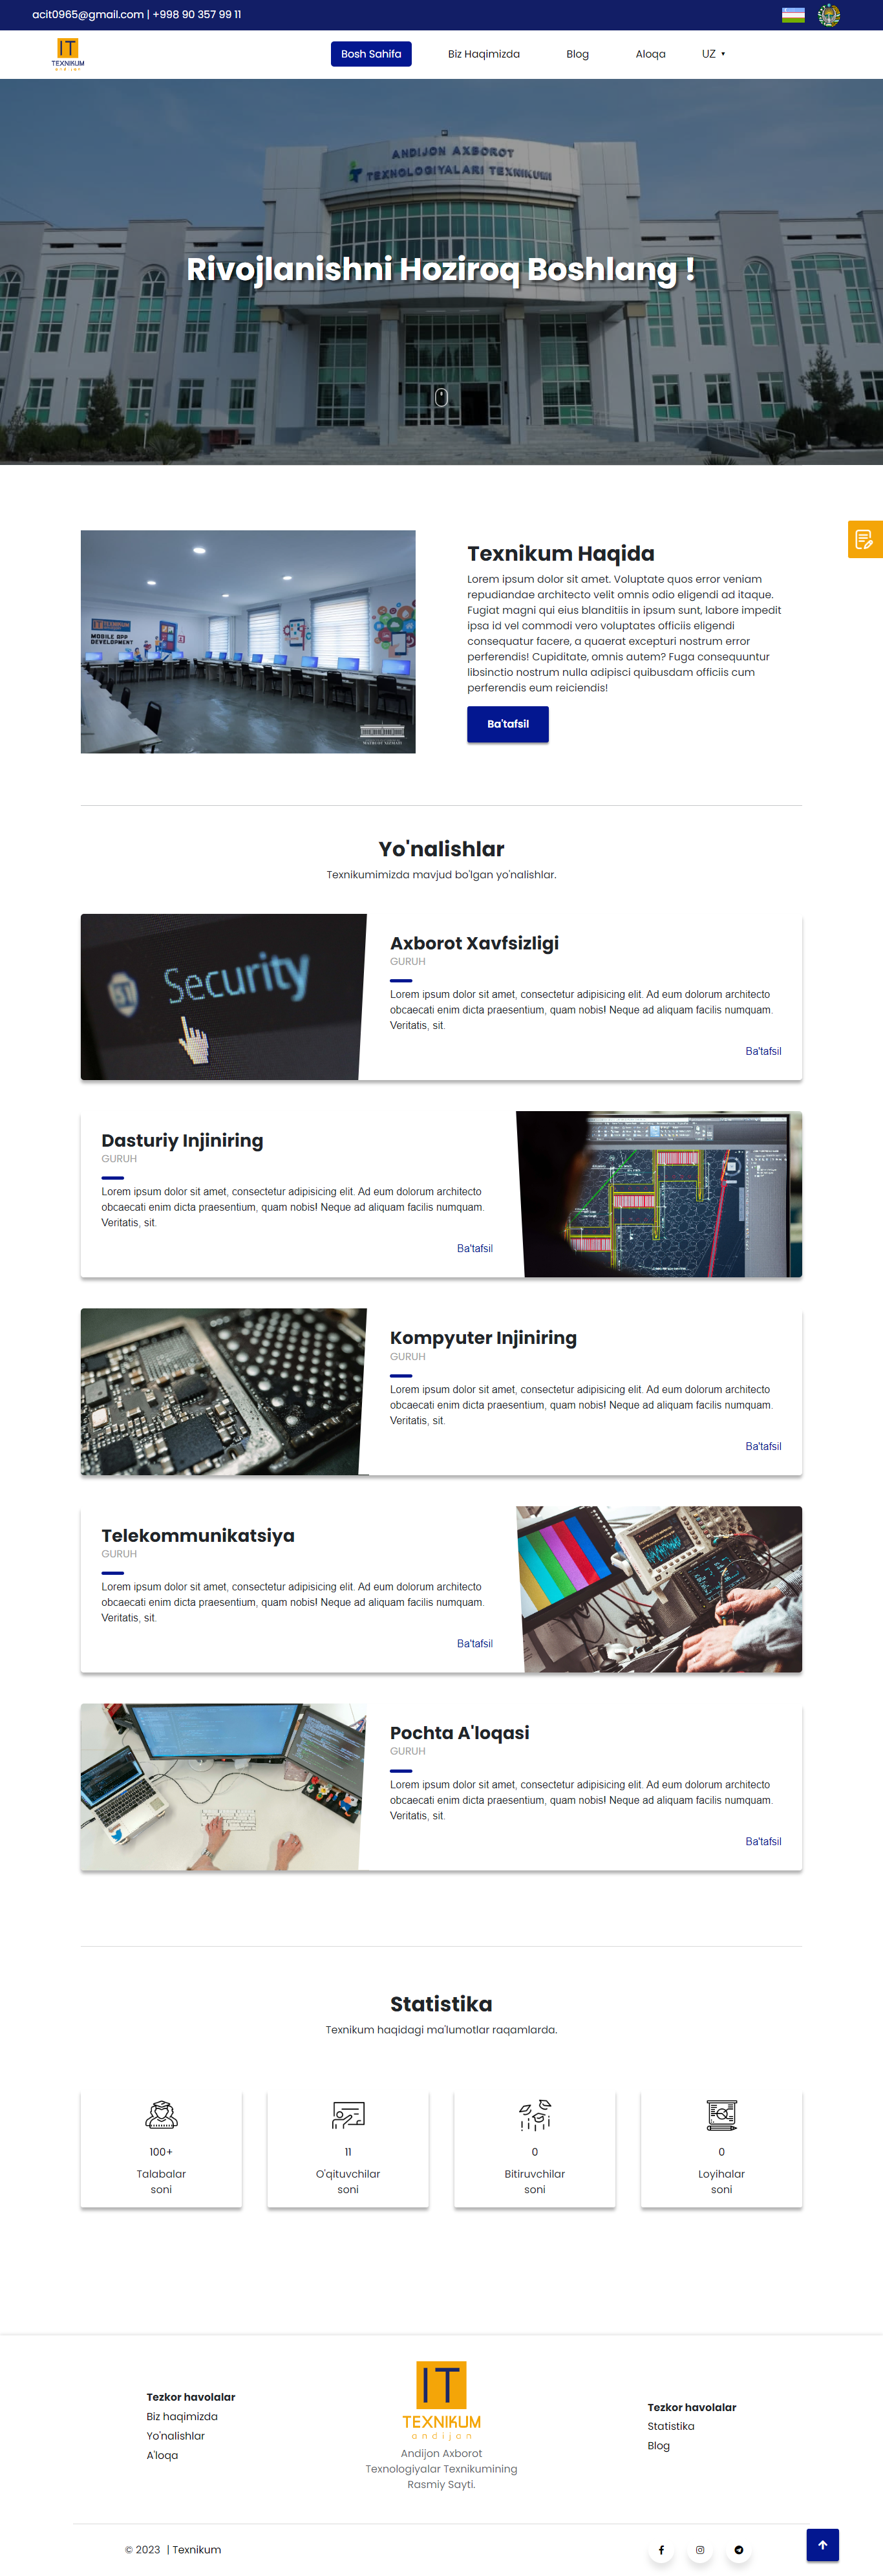 acit0965@gmail.com | +998 90 357 99 11
IT
TEXNIKUM
andijan
Bosh Sahifa
Biz Haqimizda
Blog
Aloqa
UZ
ANDIJON AXBOROT
TEXNOLOGIYALARI TEXNIKUMI
Rivojlanishni Hoziroq Boshlang !
MOBILE APP
DEVELOPMENT
Texnikum Haqida
Lorem ipsum dolor sit amet. Voluptate quos error veniam
repudiandae architecto velit omnis odio eligendi ad itaque.
Fugiat magni qui eius blanditiis in ipsum sunt, labore impedit
ipsa id vel commodi vero voluptates officiis eligendi
consequatur facere, a quaerat excepturi nostrum error
perferendis! Cupiditate, omnis autem? Fuga consequuntur
libsinctio nostrum nulla adipisci quibusdam officiis cum
perferendis eum reiciendis!
Ba'tafsil
Yo'nalishlar
Texnikumimizda mavjud bo'lgan yo'nalishlar.
Security
Axborot Xavfsizligi
GURUH
Lorem ipsum dolor sit amet, consectetur adipisicing elit. Ad eum dolorum architecto
obcaecati enim dicta praesentium, quam nobis! Neque ad aliquam facilis numquam.
Veritatis, sit.
Ba'tafsil
Dasturiy Injiniring
GURUH
Lorem ipsum dolor sit amet, consectetur adipisicing elit. Ad eum dolorum architecto
obcaecati enim dicta praesentium, quam nobis! Neque ad aliquam facilis numquam.
Veritatis, sit.
Ba'tafsil
Kompyuter Injiniring
GURUH
Lorem ipsum dolor sit amet, consectetur adipisicing elit. Ad eum dolorum architecto
obcaecati enim dicta praesentium, quam nobis! Neque ad aliquam facilis numquam.
Veritatis, sit.
Ba'tafsil
Telekommunikatsiya
GURUH
Lorem ipsum dolor sit amet, consectetur adipisicing elit. Ad eum dolorum architecto
obcaecati enim dicta praesentium, quam nobis! Neque ad aliquam facilis numquam.
Veritatis, sit.
Ba'tafsil
Pochta A'loqasi
GURUH
Lorem ipsum dolor sit amet, consectetur adipisicing elit. Ad eum dolorum architecto
obcaecati enim dicta praesentium, quam nobis! Neque ad aliquam facilis numquam.
Veritatis, sit.
Ba'tafsil
Statistika
Texnikum haqidagi ma'lumotlar raqamlarda.
100+
Talabalar
soni
11
O'qituvchilar
soni
0
Bitiruvchilar
soni
0
Loyihalar
soni
Tezkor havolalar
Biz haqimizda
Yo'nalishlar
A'loqa
IT
TEXNIKUM
andijan
Andijon Axborot
Texnologiyalar Texnikumining
Rasmiy Sayti.
Tezkor havolalar
Statistika
Blog
© 2023 | Texnikum